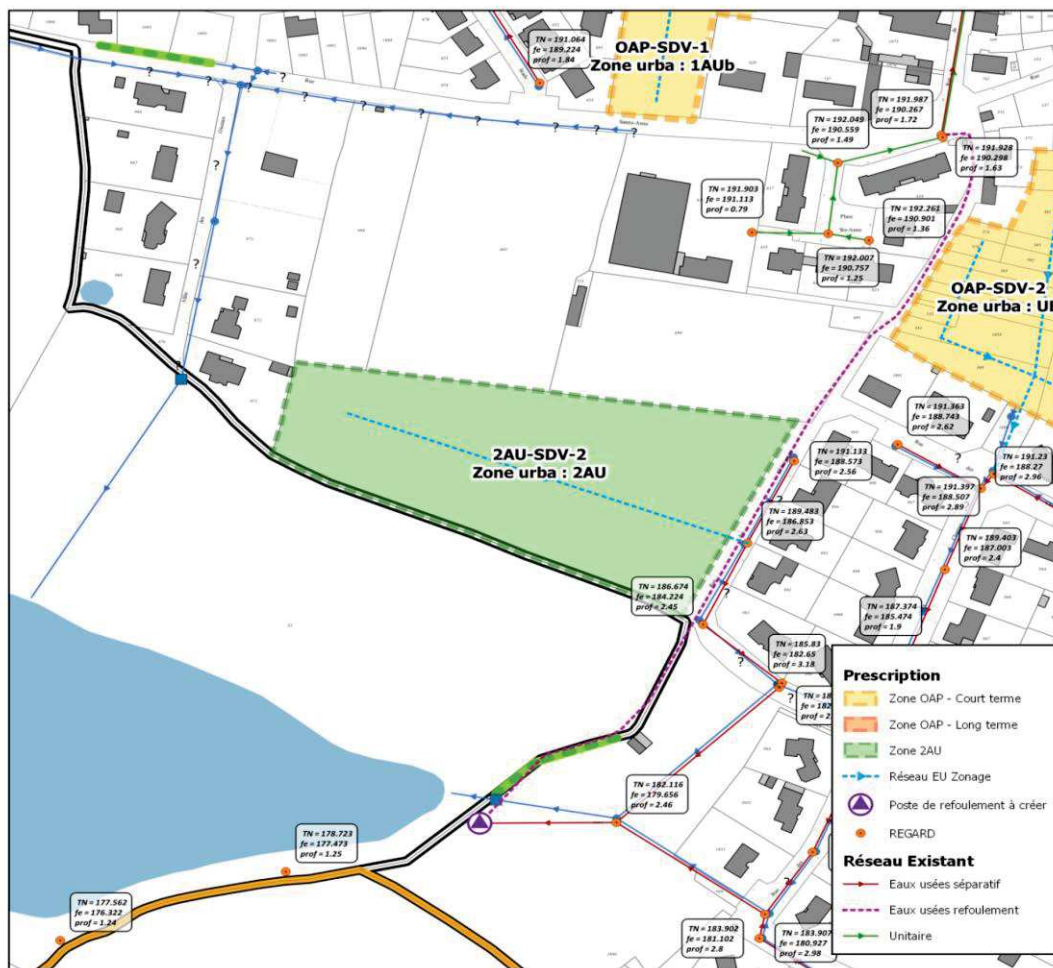 TN = 191.064
fe = 189.224
prof = 1.84
OAP-SDV-1
Zone urba : 1AUb
Rue
Sainte-Anne
TN = 191.987
fe = 190.267
prof = 1.72
TN = 192.049
fe = 190.559
prof = 1.49
TN = 191.928
fe = 190.298
prof = 1.63
TN = 191.903
fe = 191.113
prof = 0.79
TN = 192.261
fe = 190.901
prof = 1.36
Place
Ste-Anne
TN = 192.007
fe = 190.757
prof = 1.25
OAP-SDV-2
Zone urba : U
TN = 191.363
fe = 188.743
prof = 2.62
2AU-SDV-2
Zone urba : 2AU
TN = 191.133
fe = 188.573
prof = 2.56
TN = 191.23
fe = 188.27
prof = 2.96
TN = 191.397
fe = 188.507
prof = 2.89
TN = 189.483
fe = 186.853
prof = 2.63
TN = 189.403
fe = 187.003
prof = 2.4
TN = 186.674
fe = 184.224
prof = 2.45
TN = 187.374
fe = 185.474
prof = 1.9
TN = 185.83
fe = 182.65
prof = 3.18
TN = 182.116
fe = 179.656
prof = 2.46
TN = 178.723
fe = 177.473
prof = 1.25
TN = 177.562
fe = 176.322
prof = 1.24
TN = 183.902
fe = 181.102
prof = 2.8
TN = 183.907
fe = 180.927
prof = 2.98
Prescription
Zone OAP - Court terme
Zone OAP - Long terme
Zone 2AU
Réseau EU Zonage
Poste de refoulement à créer
REGARD
Réseau Existant
Eaux usées séparatif
Eaux usées refoulement
Unitaire